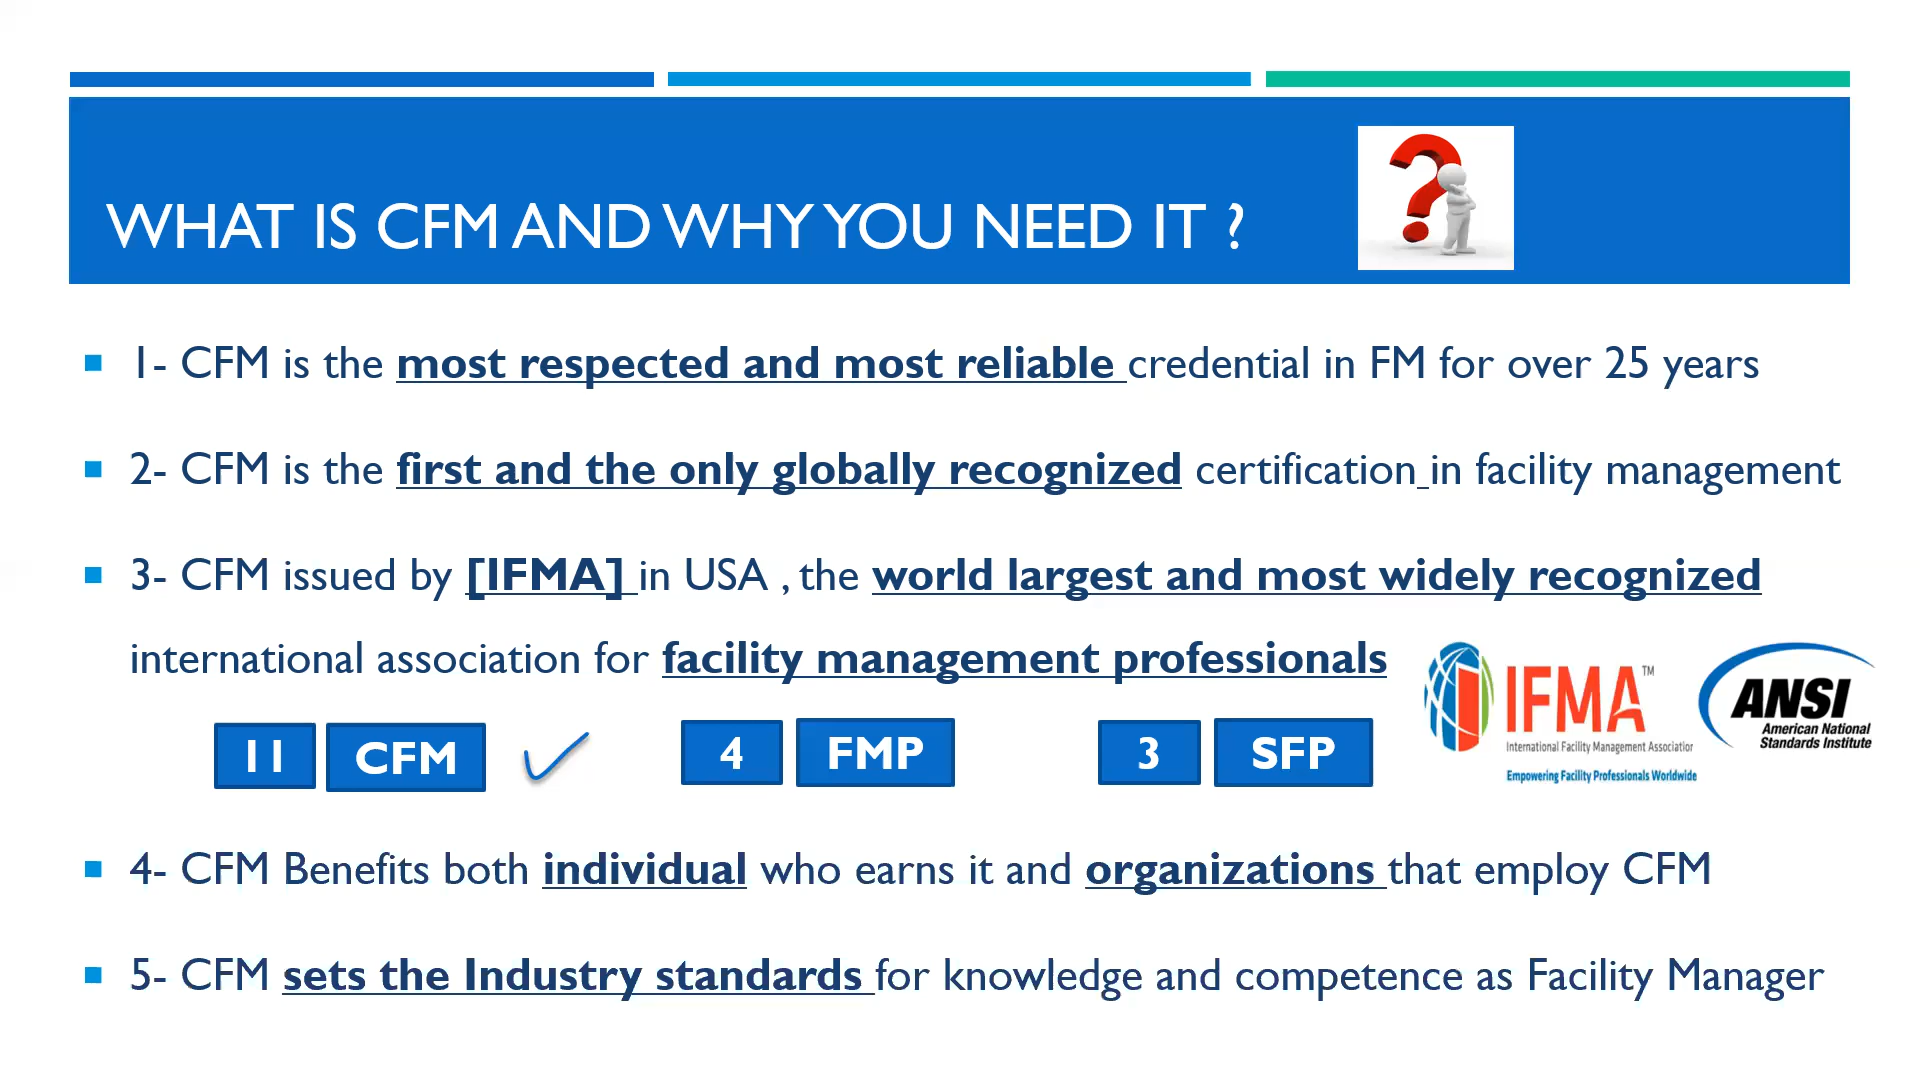 WHAT IS CFM AND WHY YOU NEED IT ?
1- CFM is the most respected and most reliable credential in FM for over 25 years
2- CFM is the first and the only globally recognized certification in facility management
3- CFM issued by [IFMA] in USA , the world largest and most widely recognized
international association for facility management professionals
IFMA™
International Facility Management Associatior
Empowering Facility Professionals Worldwide
ANSI
American National
Standards Institute
11 CFM 4 FMP 3 SFP
4- CFM Benefits both individual who earns it and organizations that employ CFM
5- CFM sets the Industry standards for knowledge and competence as Facility Manager